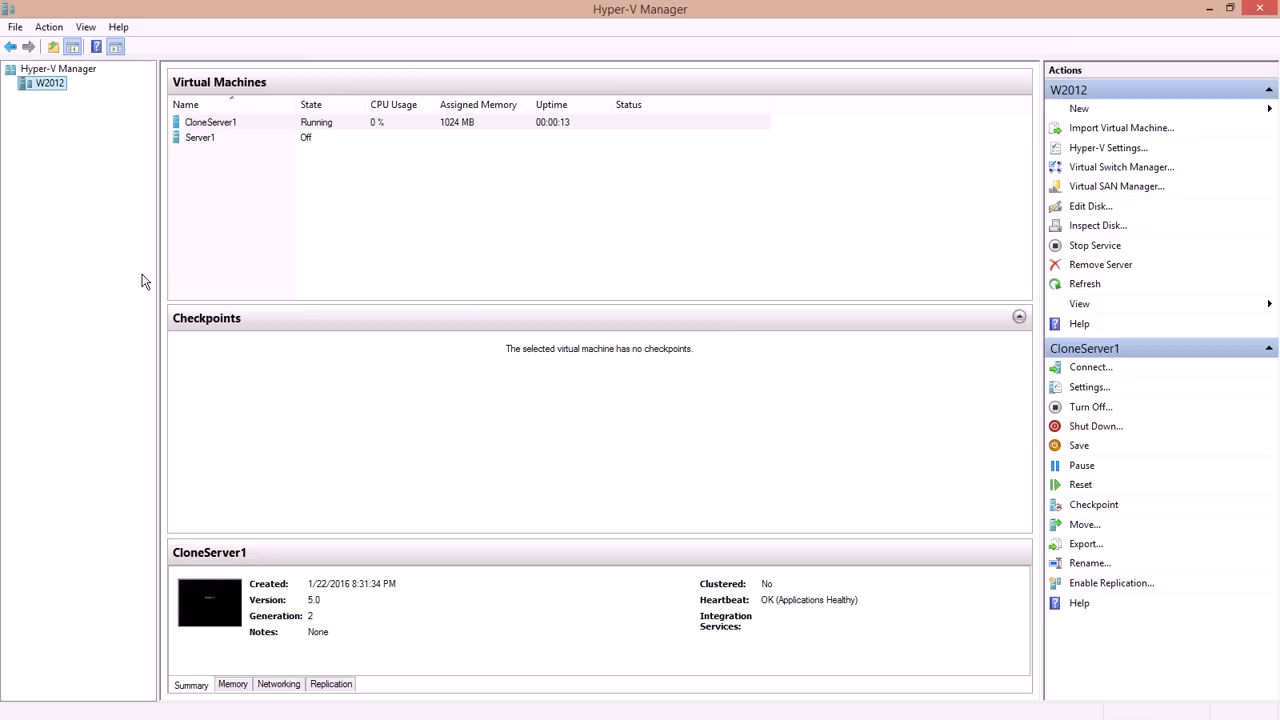 Hyper-V Manager
File Action View Help
Hyper-V Manager
W2012
Virtual Machines
Name State CPU Usage Assigned Memory Uptime Status
CloneServer1 Running 0 % 1024 MB 00:00:13
Server1 Off
Checkpoints
The selected virtual machine has no checkpoints.
CloneServer1
Created: 1/22/2016 8:31:34 PM Clustered: No
Version: 5.0 Heartbeat: OK (Applications Healthy)
Generation: 2 Integration
Services:
Notes: None
Summary Memory Networking Replication
Actions
W2012
New
Import Virtual Machine...
Hyper-V Settings...
Virtual Switch Manager...
Virtual SAN Manager...
Edit Disk...
Inspect Disk...
Stop Service
Remove Server
Refresh
View
Help
CloneServer1
Connect...
Settings...
Turn Off...
Shut Down...
Save
Pause
Reset
Checkpoint
Move...
Export...
Rename...
Enable Replication...
Help